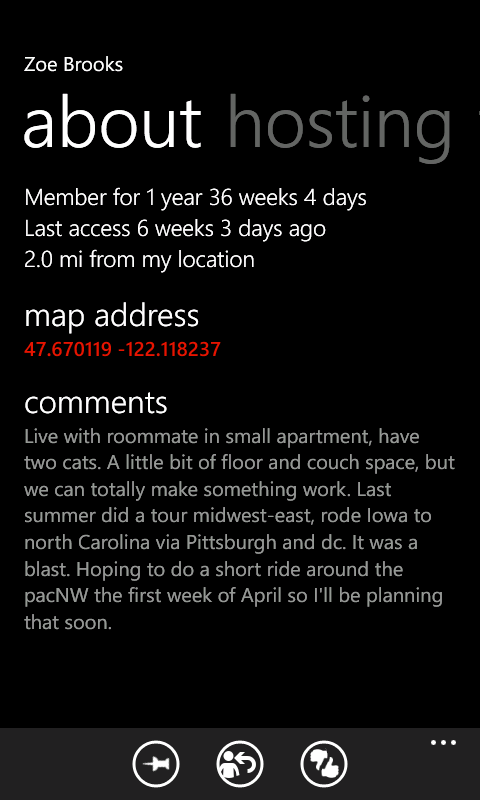 Zoe Brooks
about hosting
Member for 1 year 36 weeks 4 days
Last access 6 weeks 3 days ago
2.0 mi from my location
map address
47.670119 -122.118237
comments
Live with roommate in small apartment, have
two cats. A little bit of floor and couch space, but
we can totally make something work. Last
summer did a tour midwest-east, rode Iowa to
north Carolina via Pittsburgh and dc. It was a
blast. Hoping to do a short ride around the
pacNW the first week of April so I'll be planning
that soon.